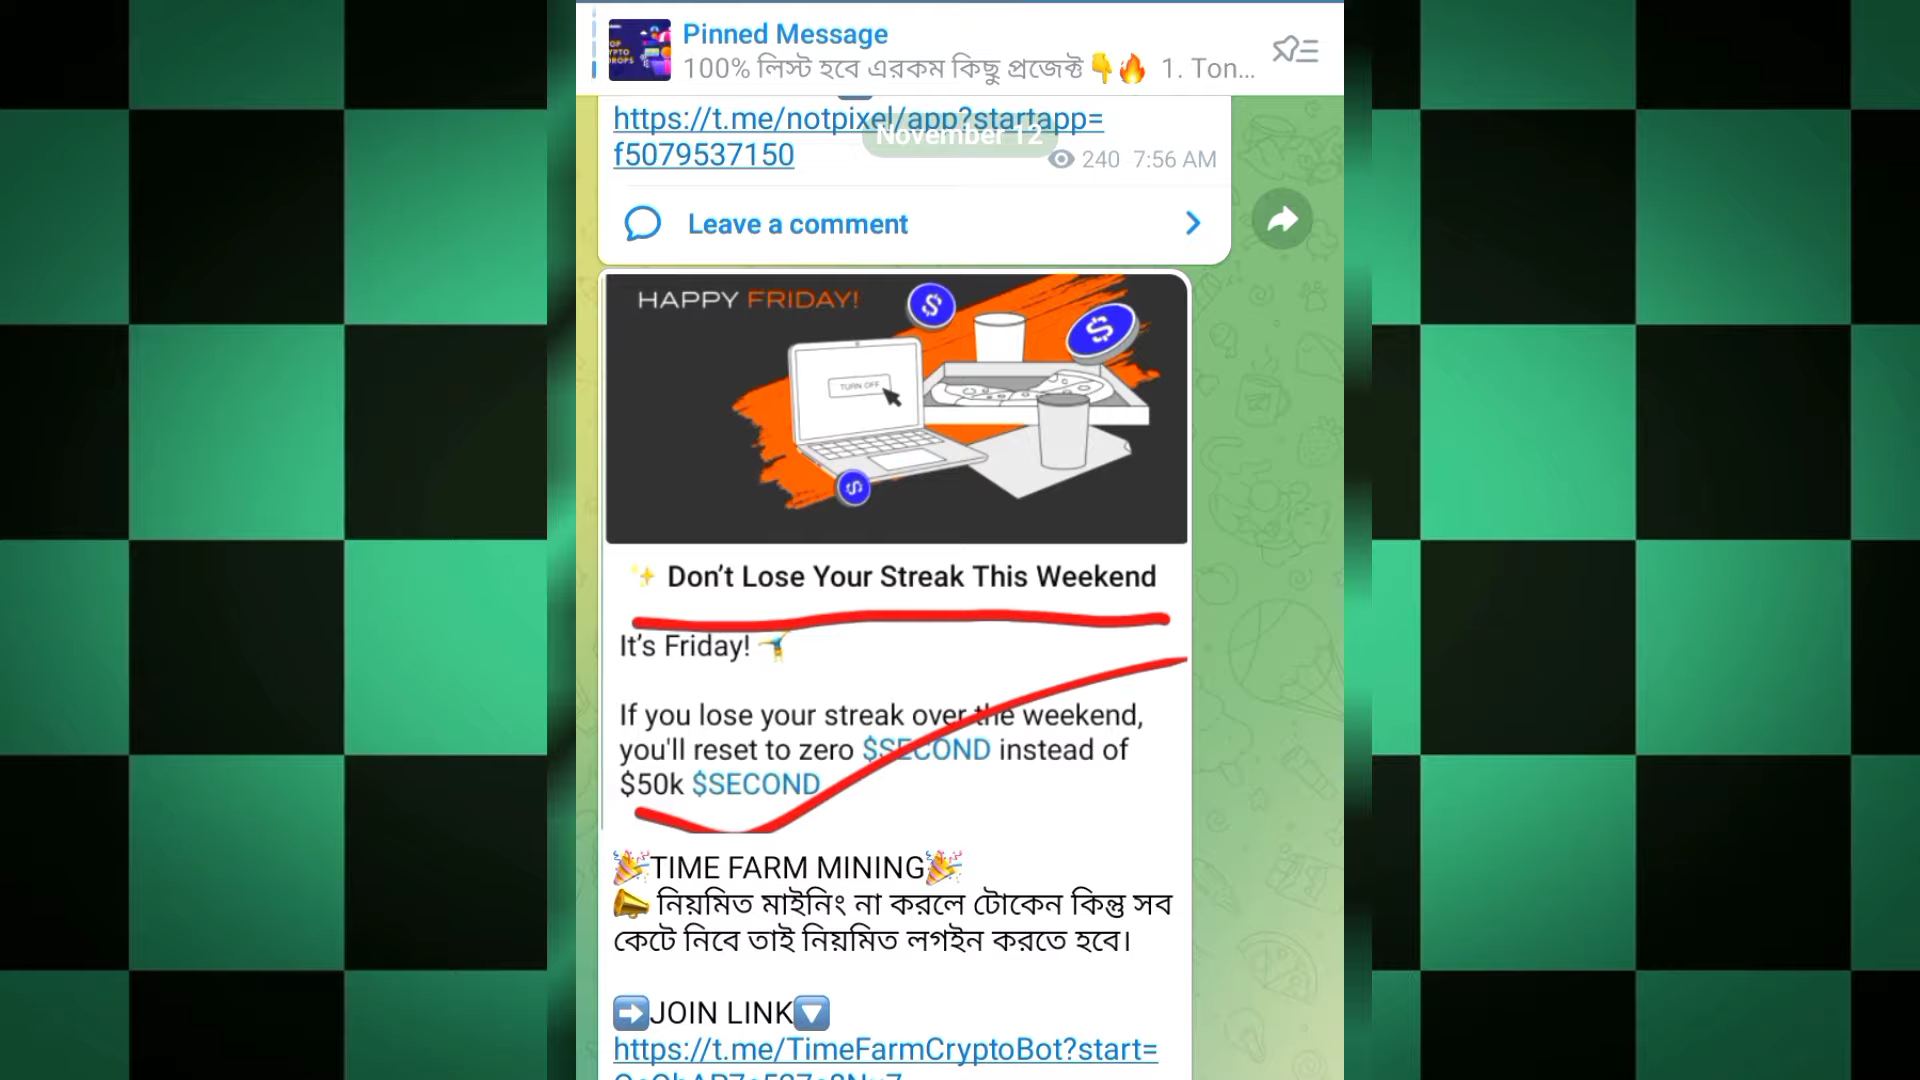 Pinned Message
100% লিস্ট হবে এরকম কিছু প্রজেক্ট👇🔥 1. Ton...
https://t.me/notpixel/app?startapp=
f5079537150
November 12
240 7:56 AM
Leave a comment
HAPPY FRIDAY!
TURN OFF
✨ Don’t Lose Your Streak This Weekend
It’s Friday! 🤸
If you lose your streak over the weekend,
you'll reset to zero $SECOND instead of
$50k $SECOND
🎉TIME FARM MINING🎉
📣 নিয়মিত মাইনিং না করলে টোকেন কিন্তু সব
কেটে নিবে তাই নিয়মিত লগইন করতে হবে।
➡️JOIN LINK🔽
https://t.me/TimeFarmCryptoBot?start=